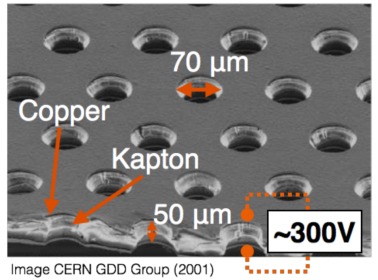 70 µm
Copper
Kapton
50 µm
~300V
Image CERN GDD Group (2001)